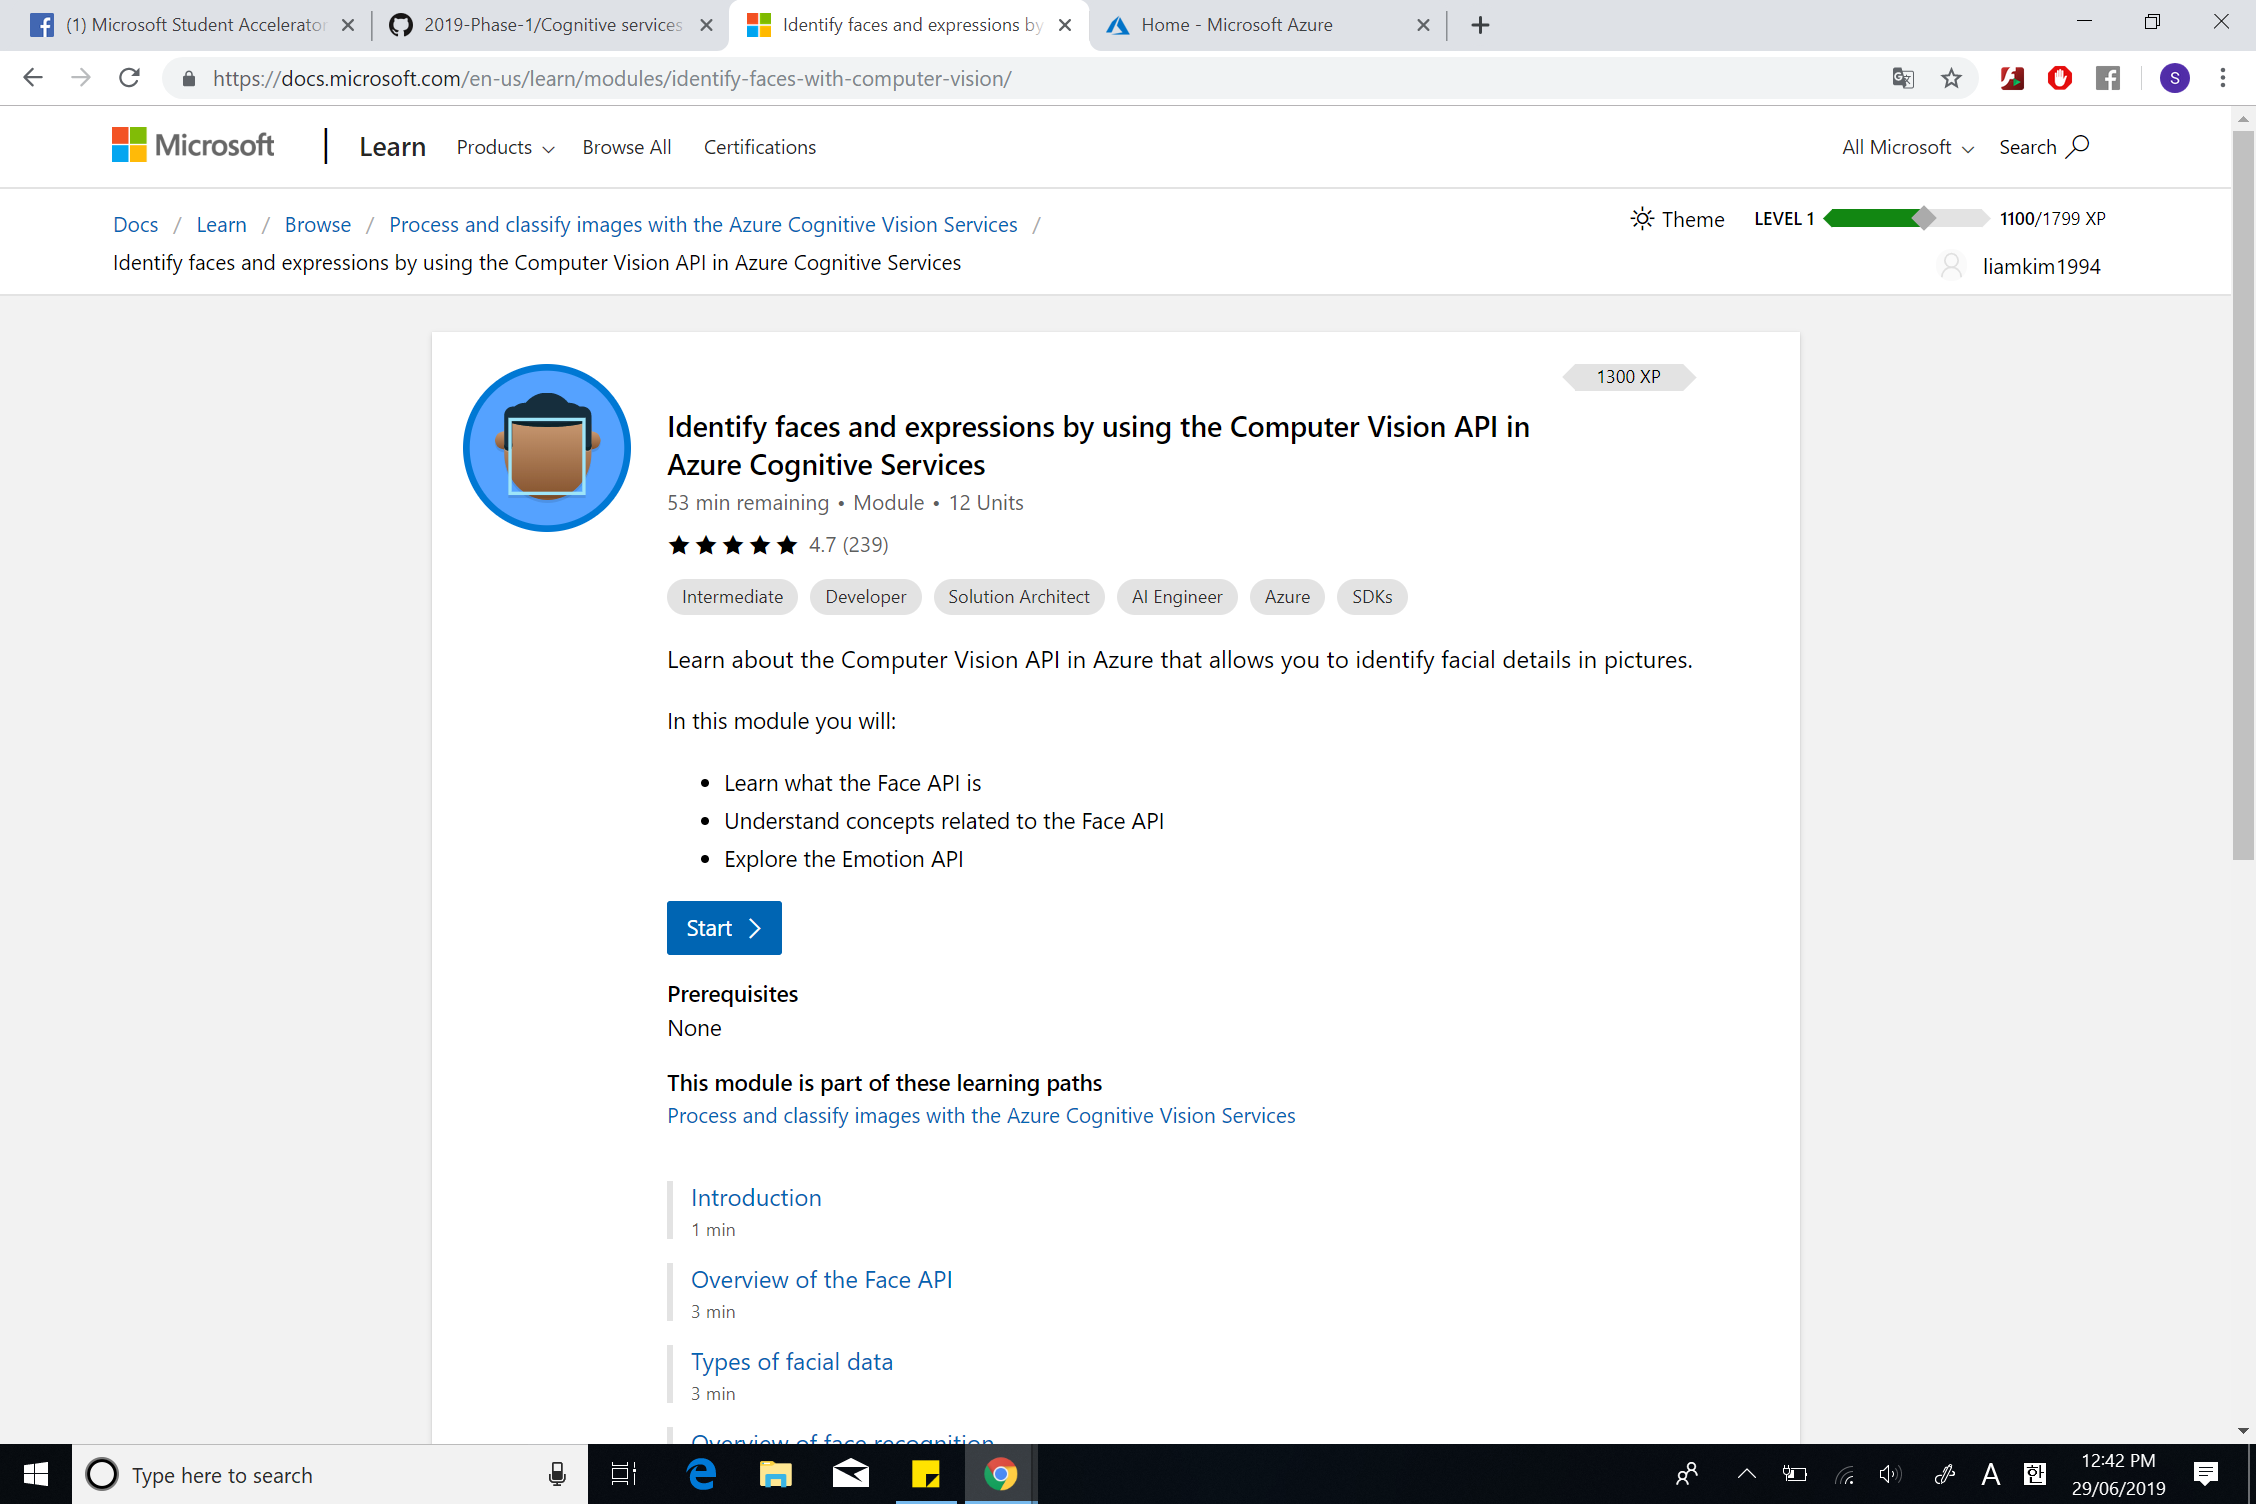 (1) Microsoft Student Accelerator
2019-Phase-1/Cognitive services
Identify faces and expressions by
Home - Microsoft Azure
https://docs.microsoft.com/en-us/learn/modules/identify-faces-with-computer-vision/
S
Microsoft
Learn
Products
Browse All
Certifications
All Microsoft
Search
Docs / Learn / Browse / Process and classify images with the Azure Cognitive Vision Services /
Identify faces and expressions by using the Computer Vision API in Azure Cognitive Services
Theme
LEVEL 1
1100/1799 XP
liamkim1994
1300 XP
Identify faces and expressions by using the Computer Vision API in
Azure Cognitive Services
53 min remaining • Module • 12 Units
4.7 (239)
Intermediate
Developer
Solution Architect
AI Engineer
Azure
SDKs
Learn about the Computer Vision API in Azure that allows you to identify facial details in pictures.
In this module you will:
• Learn what the Face API is
• Understand concepts related to the Face API
• Explore the Emotion API
Start
Prerequisites
None
This module is part of these learning paths
Process and classify images with the Azure Cognitive Vision Services
Introduction
1 min
Overview of the Face API
3 min
Types of facial data
3 min
Overview of face recognition
Type here to search
A
한
12:42 PM
29/06/2019